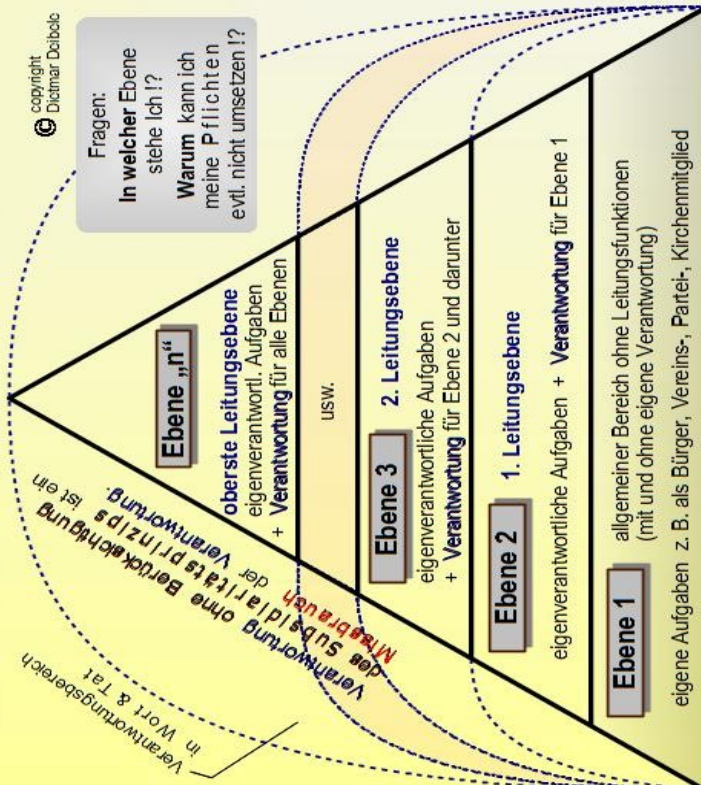 © copyright
Dietmar Doibolc
Fragen:
In welcher Ebene
stehe Ich !?
Warum kann ich
meine Pflichten
evtl. nicht umsetzen !?
Ebene „n“
oberste Leitungsebene
eigenverantwortl. Aufgaben
+ Verantwortung für alle Ebenen
usw.
Ebene 3 2. Leitungsebene
eigenverantwortliche Aufgaben
+ Verantwortung für Ebene 2 und darunter
Ebene 2 1. Leitungsebene
eigenverantwortliche Aufgaben + Verantwortung für Ebene 1
Ebene 1 allgemeiner Bereich ohne Leitungsfunktionen
(mit und ohne eigene Verantwortung)
eigene Aufgaben z. B. als Bürger, Vereins-, Partei-, Kirchenmitglied
Verantwortung ohne Berücksichtigung
des Subsidiaritätsprinzips ist ein
Missbrauch der Verantwortung.
Verantwortungsbereich
in Wort & Tat